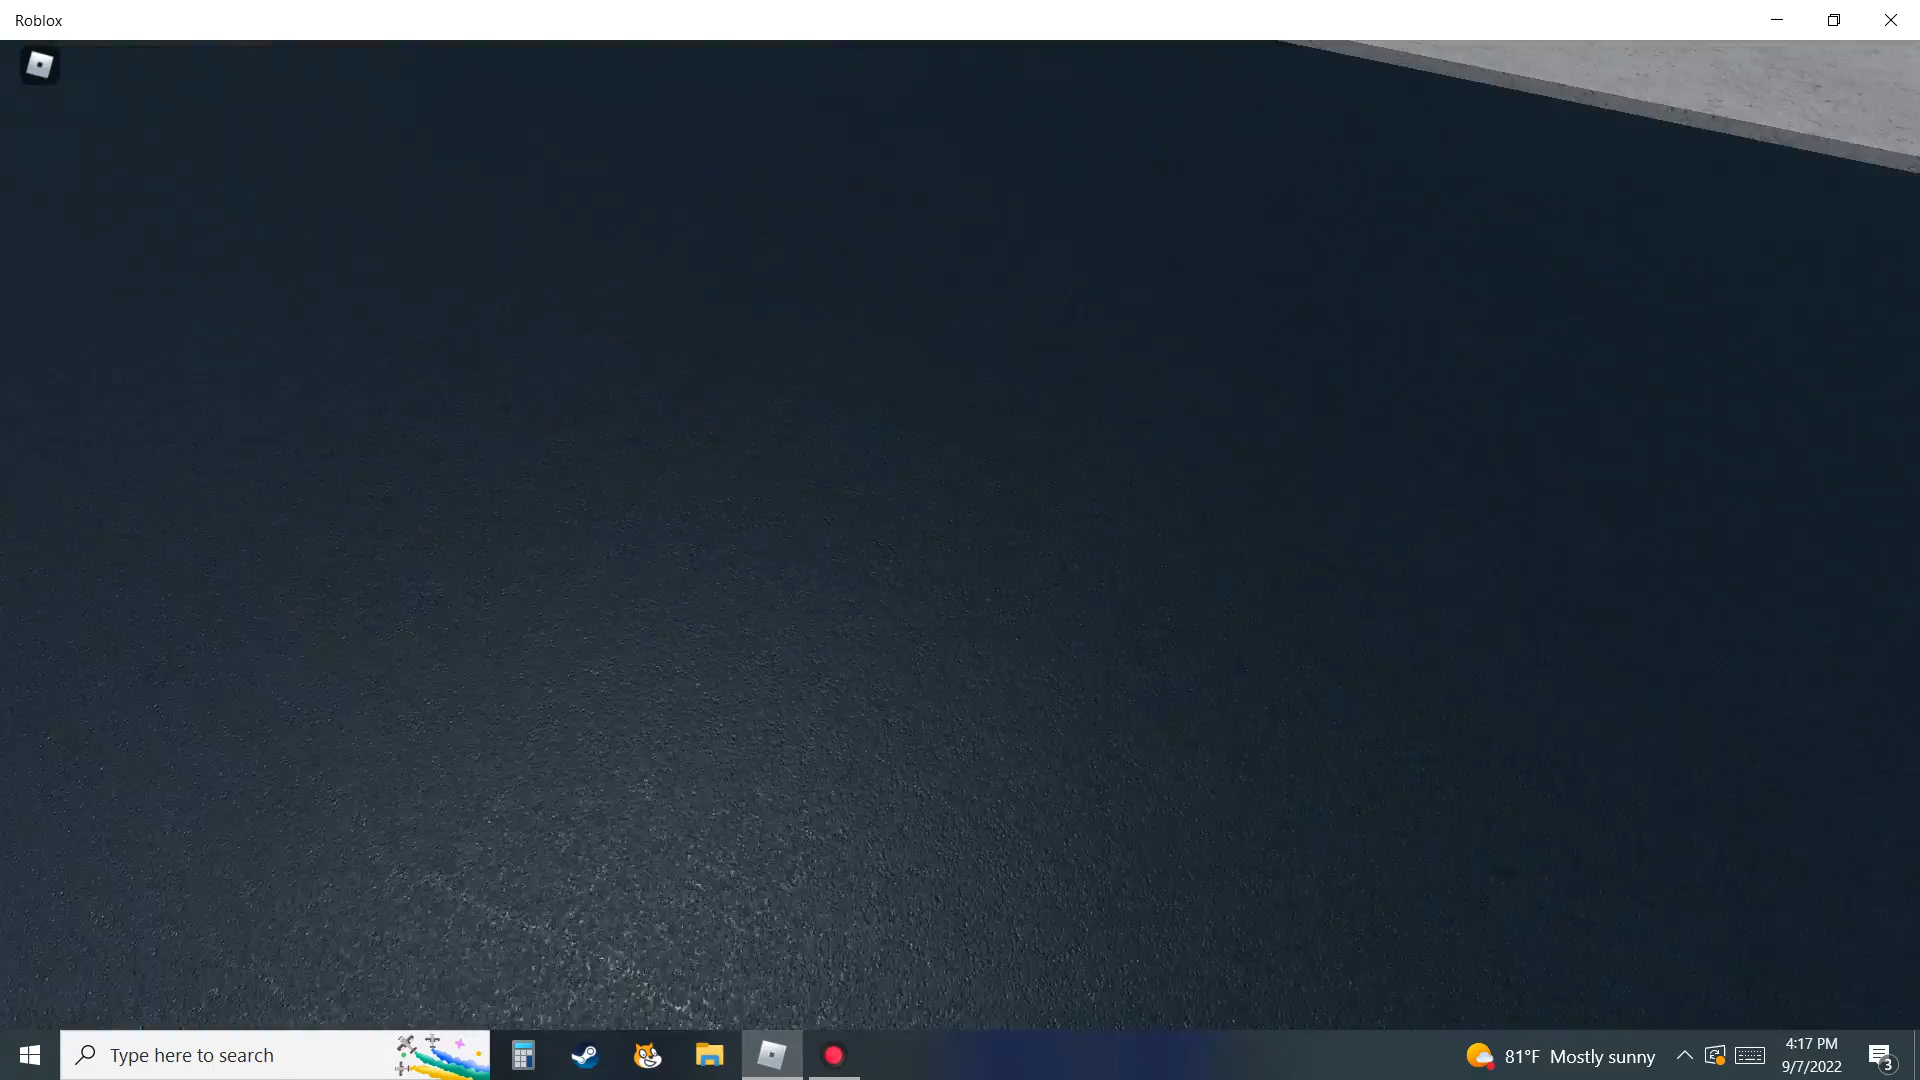 Roblox
Type here to search
81°F Mostly sunny
4:17 PM
9/7/2022
3